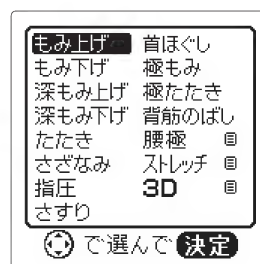 もみ上げ 首ほぐし
もみ下げ 極もみ
深もみ上げ 極たたき
深もみ下げ 背筋のばし
たたき 腰極
さざなみ ストレッチ
指圧 3D
さすり
で選んで 決定